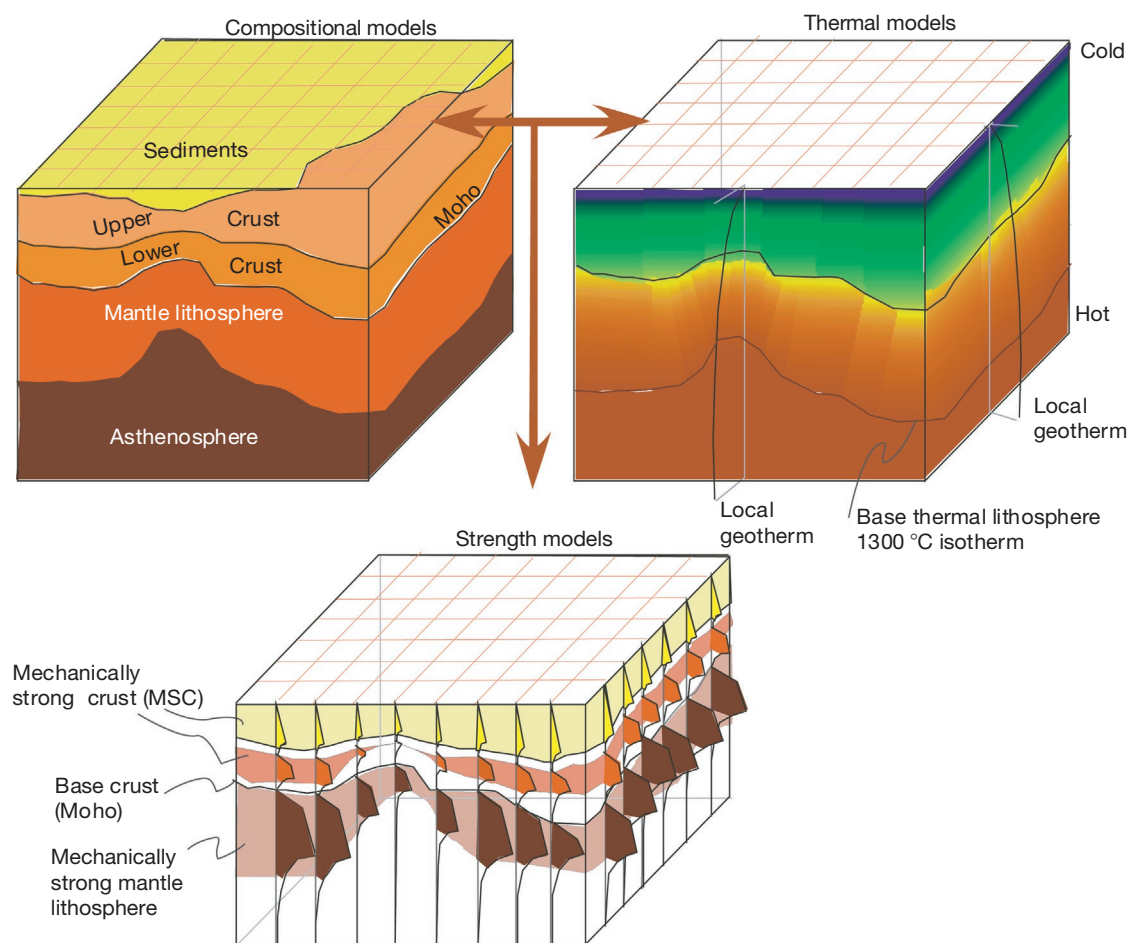 Compositional models
Thermal models
Cold
Sediments
Upper Crust
Moho
Lower Crust
Mantle lithosphere
Hot
Asthenosphere
Local
geotherm
Local
geotherm
Base thermal lithosphere
1300 °C isotherm
Strength models
Mechanically
strong crust (MSC)
Base crust
(Moho)
Mechanically
strong mantle
lithosphere